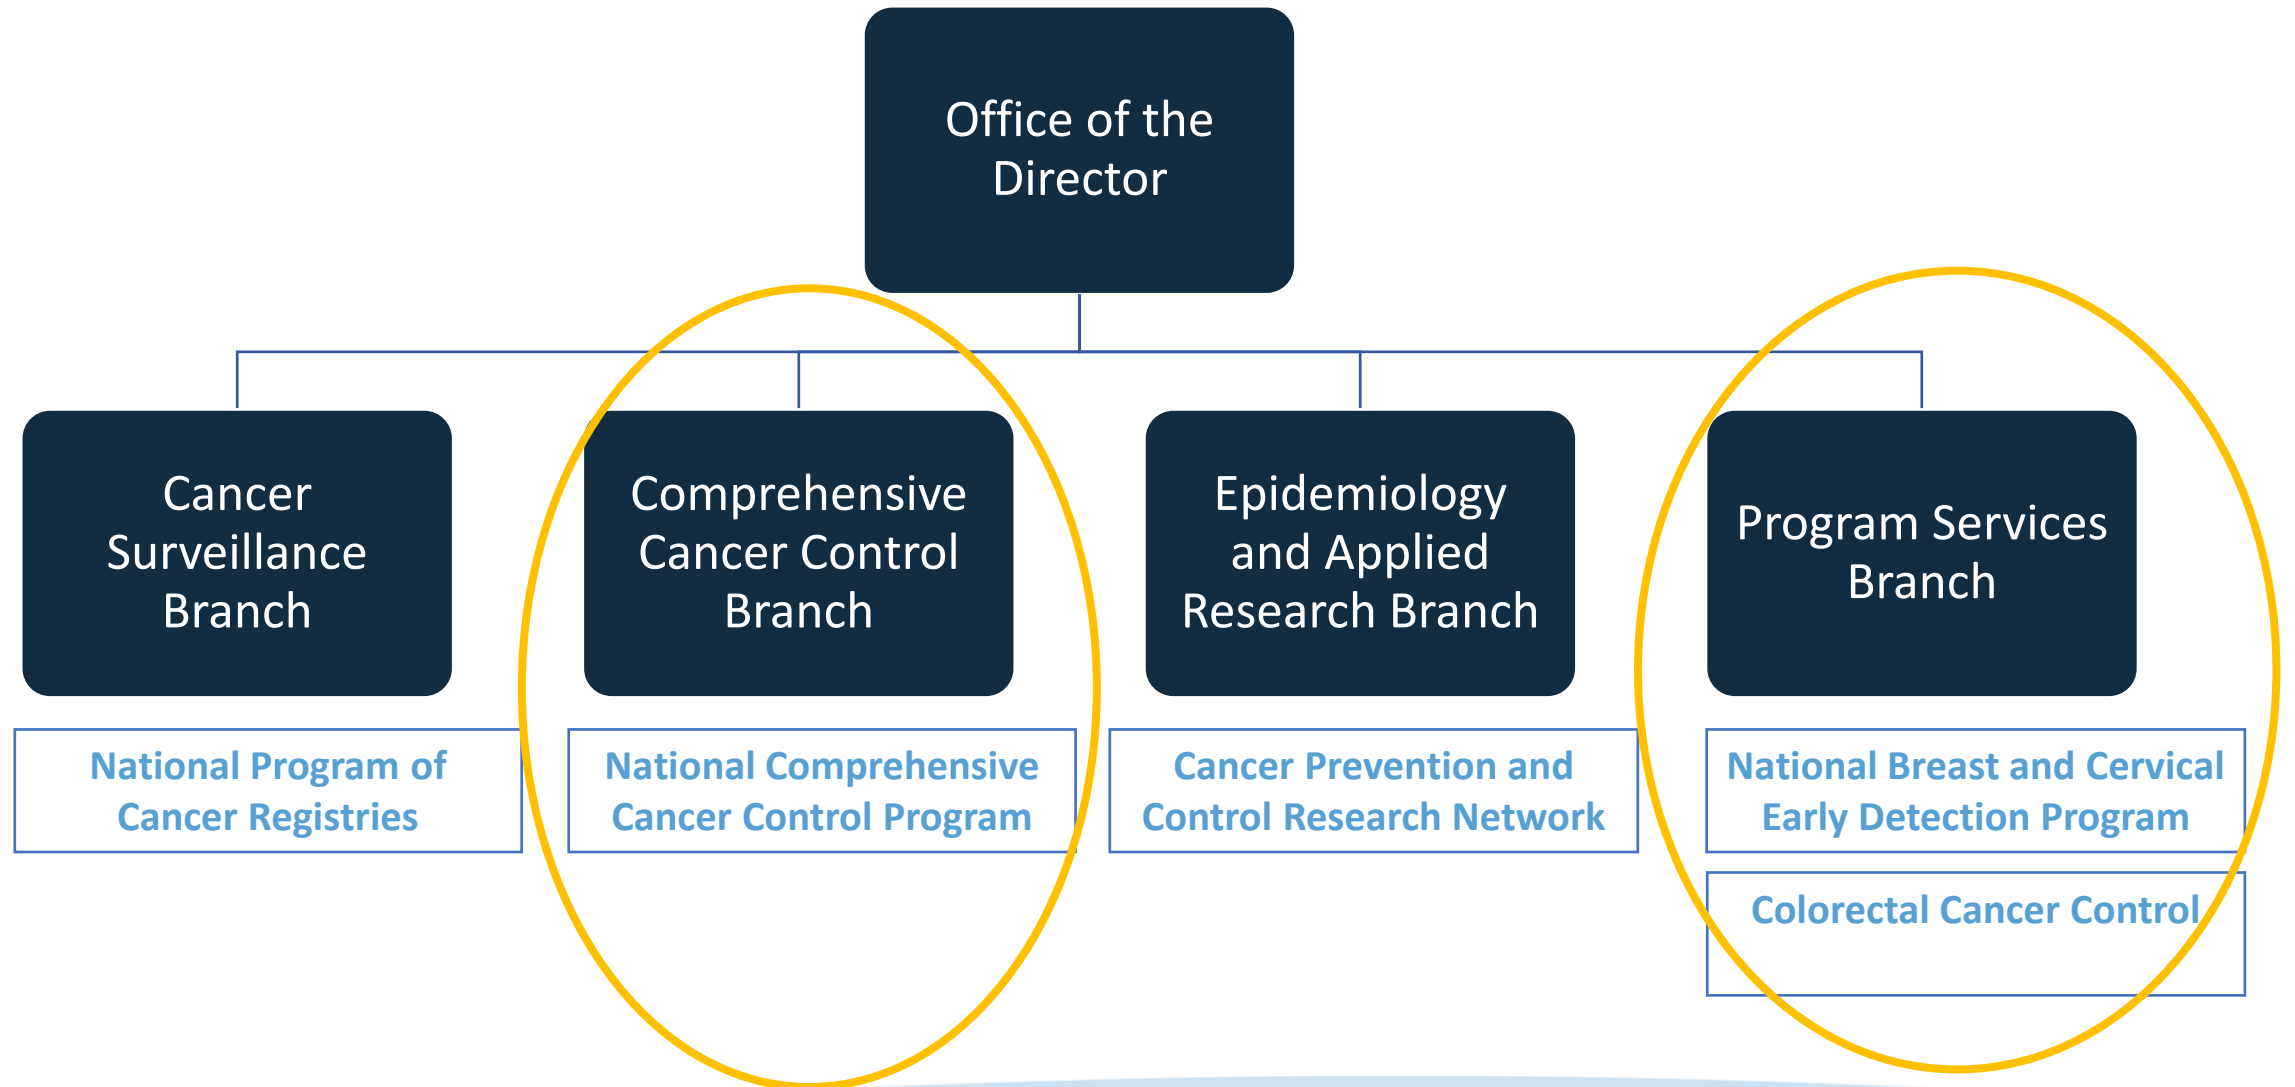 Office of the
Director
Cancer
Surveillance
Branch
Comprehensive
Cancer Control
Branch
Epidemiology
and Applied
Research Branch
Program Services
Branch
National Program of
Cancer Registries
National Comprehensive
Cancer Control Program
Cancer Prevention and
Control Research Network
National Breast and Cervical
Early Detection Program
Colorectal Cancer Control